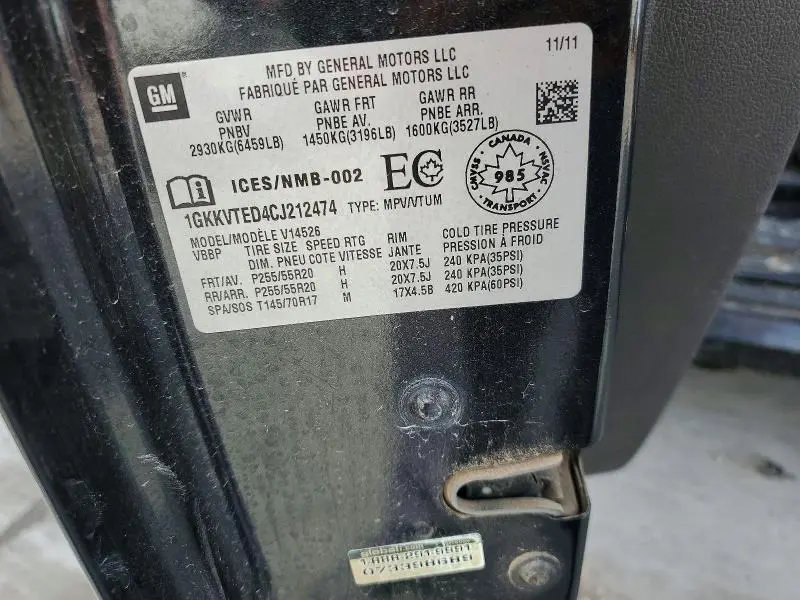 GM
MFD BY GENERAL MOTORS LLC
11/11
FABRIQUÉ PAR GENERAL MOTORS LLC
GVWR GAWR FRT GAWR RR
PNBV PNBE AV. PNBE ARR.
2930KG(6459LB) 1450KG(3196LB) 1600KG(3527LB)
i ICES/NMB-002 EC
CANADA
CMVSS NSVAC
985
TRANSPORT
1GKKVTED4CJ212474 TYPE: MPV/VTUM
MODEL/MODÈLE V14526
VBBP TIRE SIZE SPEED RTG RIM COLD TIRE PRESSURE
DIM. PNEU COTE VITESSE JANTE PRESSION À FROID
FRT/AV. P255/55R20 H 20X7.5J 240 KPA(35PSI)
RR/ARR. P255/55R20 H 20X7.5J 240 KPA(35PSI)
SPA/SOS T145/70R17 M 17X4.5B 420 KPA(60PSI)